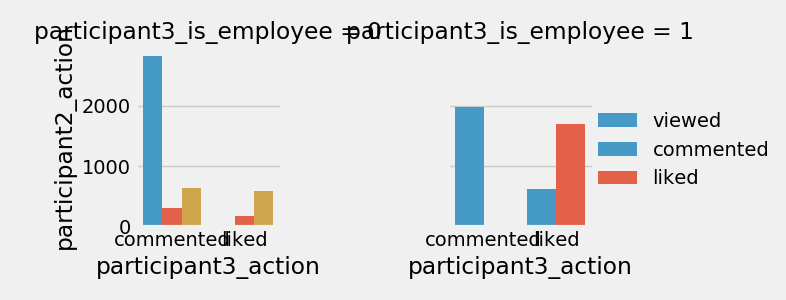 participant3_is_employee = 0
participant3_is_employee = 1
participant2_action
2000
1000
0
commented
liked
commented
liked
participant3_action
participant3_action
viewed
commented
liked